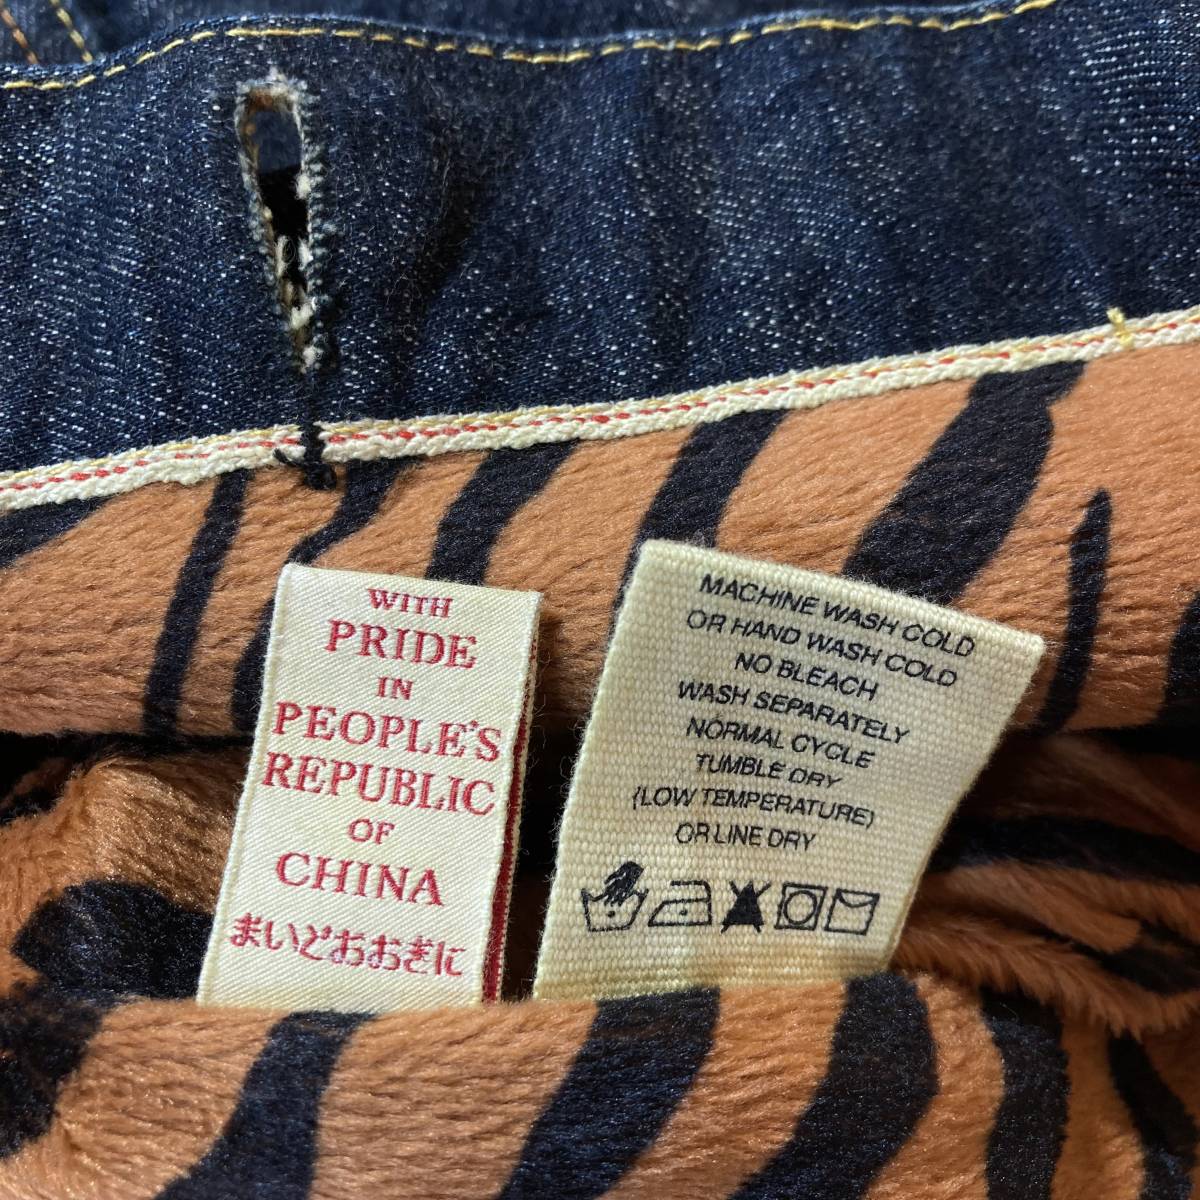 WITH
PRIDE
IN
PEOPLE'S
REPUBLIC
OF
CHINA
まいどおおぎに
MACHINE WASH COLD
OR HAND WASH COLD
NO BLEACH
WASH SEPARATELY
NORMAL CYCLE
TUMBLE DRY
(LOW TEMPERATURE)
OR LINE DRY